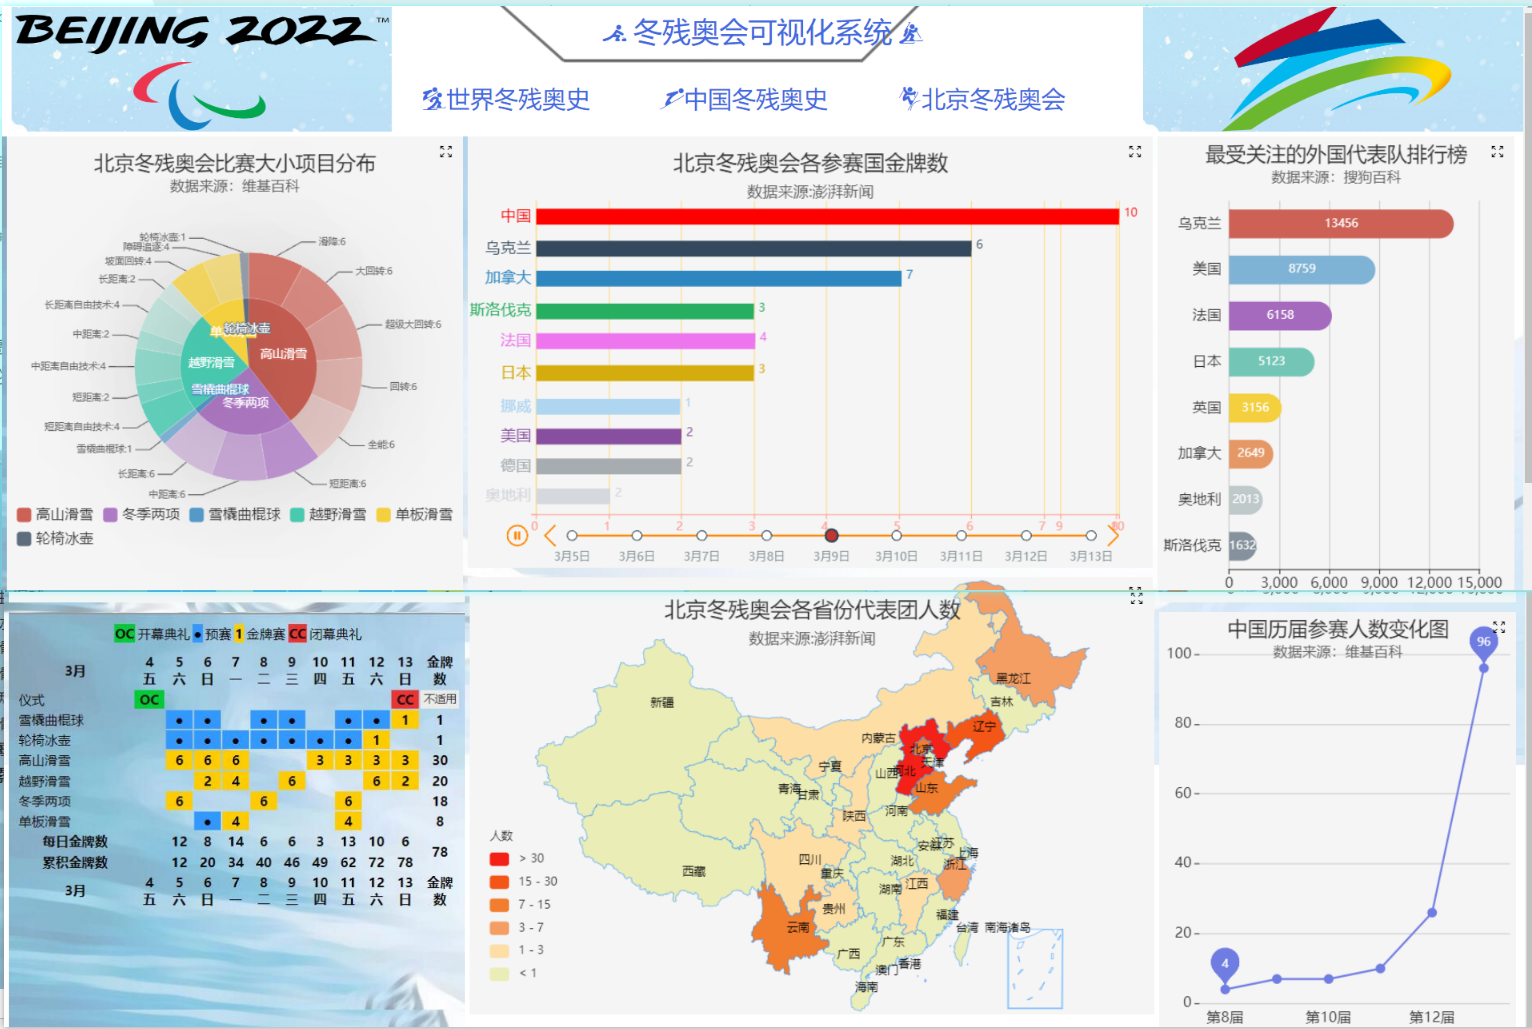 BEIJING 2022™
冬残奥会可视化系统
世界冬残奥史
中国冬残奥史
北京冬残奥会
北京冬残奥会比赛大小项目分布
数据来源：维基百科
轮椅冰壶:1
障碍追逐:4
坡面回转:4
长距离:2
长距离自由技术:4
中距离:2
中距离自由技术:4
短距离:2
短距离自由技术:4
雪橇曲棍球:1
长距离:6
中距离:6
短距离:6
全能:6
回转:6
超级大回转:6
大回转:6
滑降:6
轮椅冰壶
高山滑雪
越野滑雪
雪橇曲棍球
冬季两项
高山滑雪 冬季两项 雪橇曲棍球 越野滑雪 单板滑雪
轮椅冰壶
北京冬残奥会各参赛国金牌数
数据来源:澎湃新闻
中国 10
乌克兰 6
加拿大 7
斯洛伐克 3
法国 4
日本 3
挪威 1
美国 2
德国 2
奥地利 2
0 1 2 3 4 5 6 7 9 10
3月5日 3月6日 3月7日 3月8日 3月9日 3月10日 3月11日 3月12日 3月13日
最受关注的外国代表队排行榜
数据来源：搜狗百科
乌克兰 13456
美国 8759
法国 6158
日本 5123
英国 3156
加拿大 2649
奥地利 2013
斯洛伐克 1632
0 3,000 6,000 9,000 12,000 15,000
OC 开幕典礼 ● 预赛 1 金牌赛 CC 闭幕典礼
3月 4 5 6 7 8 9 10 11 12 13 金牌
五 六 日 一 二 三 四 五 六 日 数
仪式 OC CC 不适用
雪橇曲棍球 ● ● ● ● ● ● 1 1
轮椅冰壶 ● ● ● ● ● ● ● 1 1
高山滑雪 6 6 6 3 3 3 3 30
越野滑雪 2 4 6 6 2 20
冬季两项 6 6 6 18
单板滑雪 ● 4 4 8
每日金牌数 12 8 14 6 6 3 13 10 6 78
累积金牌数 12 20 34 40 46 49 62 72 78
3月 4 5 6 7 8 9 10 11 12 13 金牌
五 六 日 一 二 三 四 五 六 日 数
北京冬残奥会各省份代表团人数
数据来源:澎湃新闻
黑龙江
吉林
新疆
辽宁
内蒙古
北京
天津
宁夏
山西
河北
青海
甘肃
山东
陕西
河南
安徽
江苏
上海
四川
湖北
浙江
西藏
重庆
湖南
江西
贵州
福建
云南
台湾
南海诸岛
广西
广东
澳门
香港
海南
人数
> 30
15 - 30
7 - 15
3 - 7
1 - 3
< 1
中国历届参赛人数变化图
数据来源：维基百科
96
4
100
80
60
40
20
0
第8届 第10届 第12届